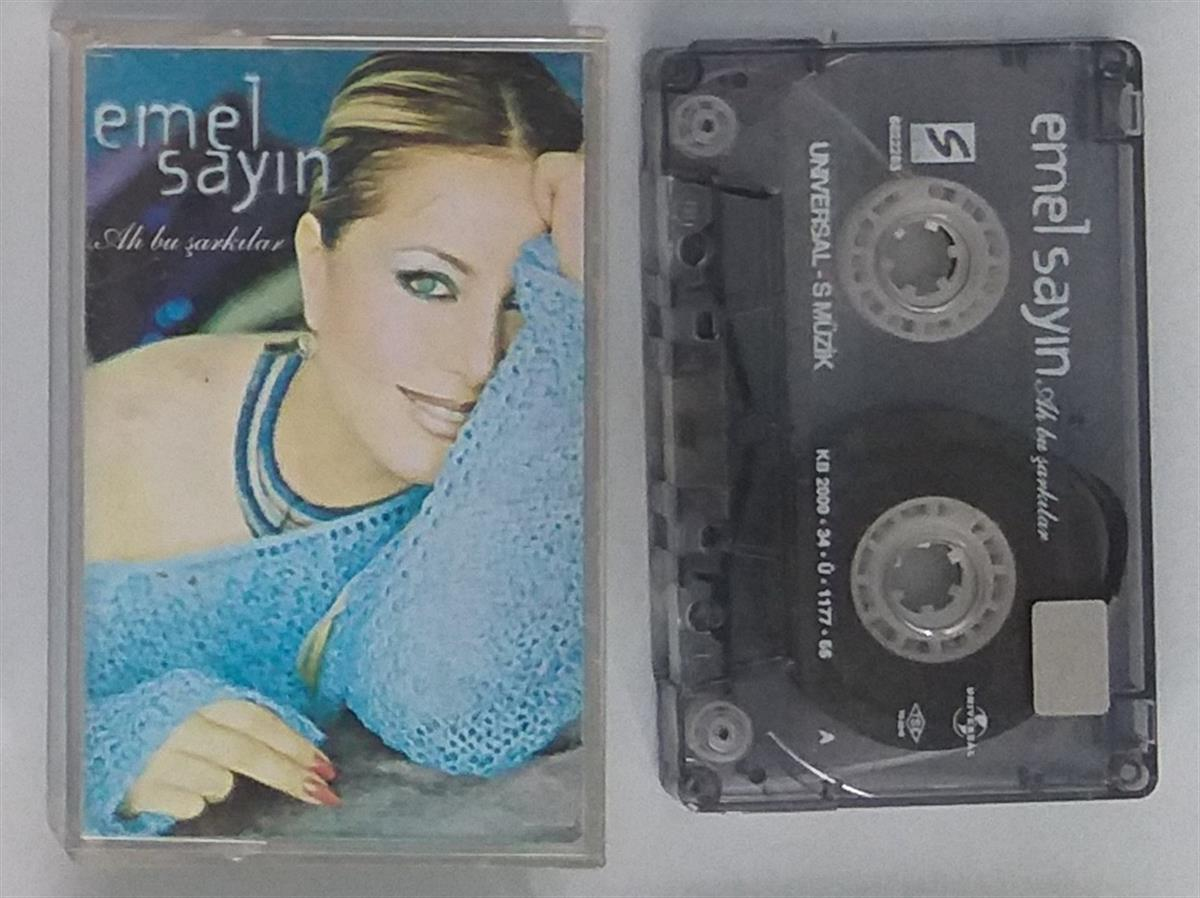 emel
sayın
Ah bu şarkılar
emel sayın Ah bu şarkılar
S
UNIVERSAL - S MÜZİK
KB 2000 • 34 • Ü • 1177 • 66
A
UNIVERSAL